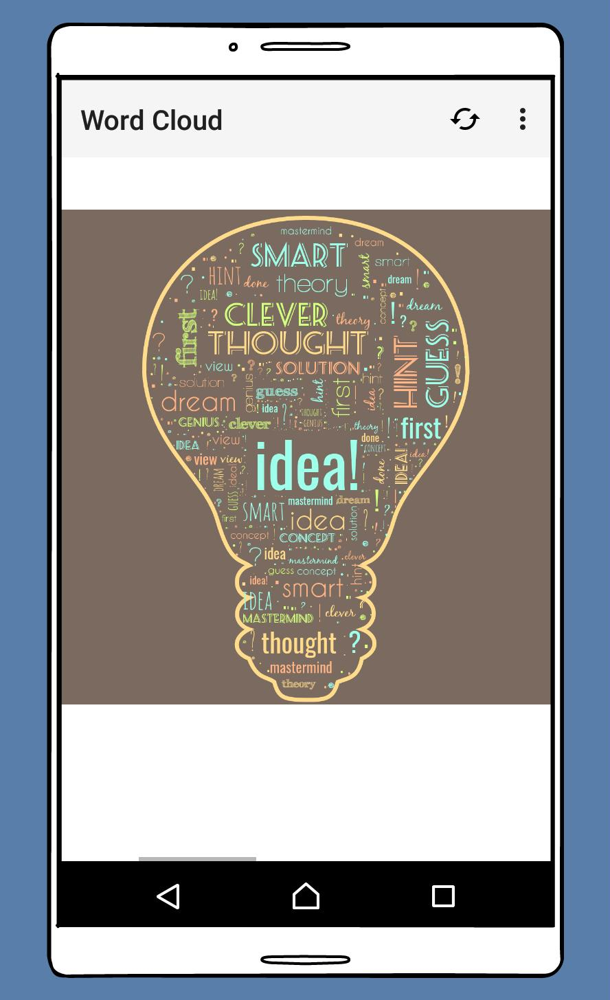 Word Cloud
mastermind
SMART
dream
smart
smart
?
HINT
done
theory
dream
?
IDEA!
concept
!
dream
first
?
CLEVER
theory
?
?
GUESS
?
THOUGHT
HINT
?
view
?
SOLUTION
!
solution
?
genius
guess
hint
first
hint
dream
idea
?
idea
?
THOUGHT
GENIUS
clever
GENIUS
theory
!
first
!
IDEA
view
done
CONCEPT
view
view
idea!
IDEA!
idea!
DREAM
idea!
done
GUESS
mastermind
dream
!
?
first
SMART
idea
solution
?
concept
!
CONCEPT
?
idea
mastermind
clever
guess
concept
hint
idea!
smart
IDEA
?
MASTERMIND
clever
thought
?
mastermind
theory